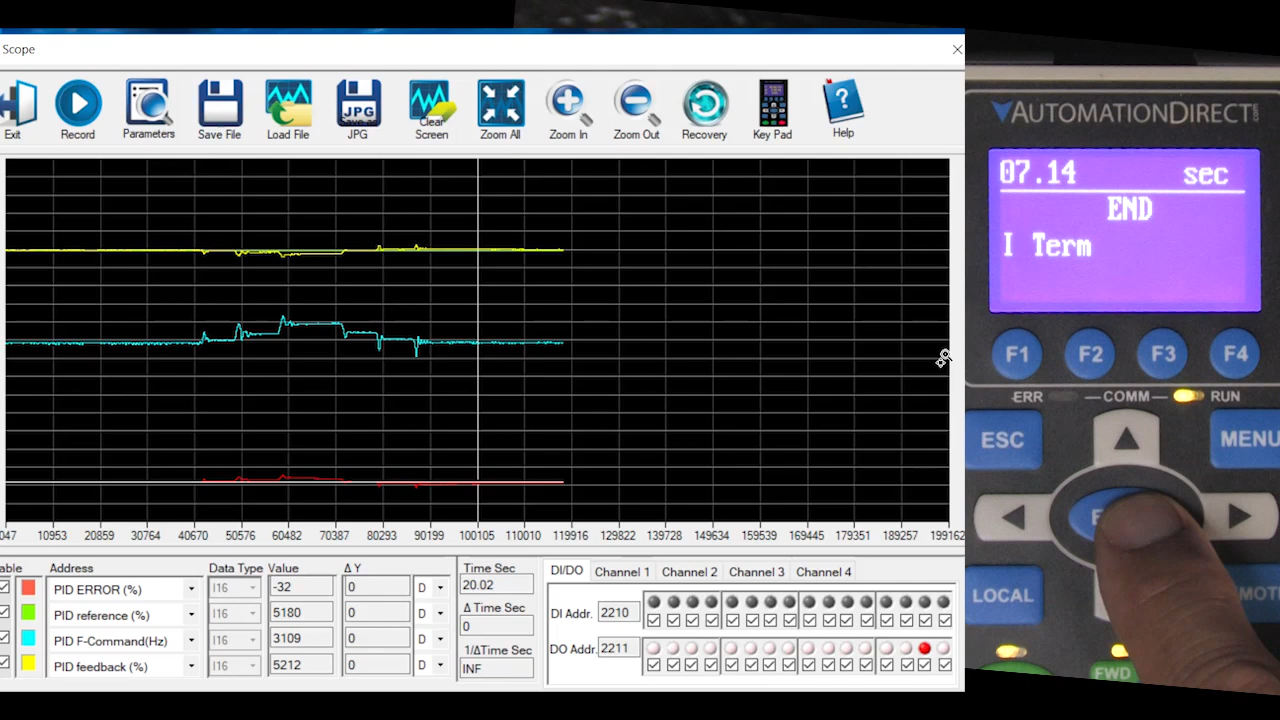 Scope
Exit
Record
Parameters
Save File
Load File
JPG
JPG
Clear
Screen
Zoom All
Zoom In
Zoom Out
Recovery
Key Pad
Help
047 10953 20859 30764 40670 50576 60482 70387 80293 90199 100105 110010 119916 129822 139728 149634 159539 169445 179351 189257 199162
able Address Data Type Value Δ Y
PID ERROR (%) I16 -32 0 D
PID reference (%) I16 5180 0 D
PID F-Command(Hz) I16 3109 0 D
PID feedback (%) I16 5212 0 D
Time Sec
20.02
Δ Time Sec
0
1/ΔTime Sec
INF
DI/DO Channel 1 Channel 2 Channel 3 Channel 4
DI Addr. 2210
DO Addr. 2211
AUTOMATIONDIRECT.com
07.14 sec
END
I Term
F1 F2 F3 F4
ERR COMM RUN
ESC
MENU
E
LOCAL
MOT
FWD